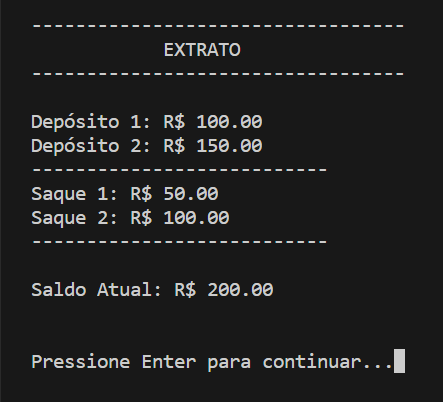 ----------------------------------
EXTRATO
----------------------------------
Depósito 1: R$ 100.00
Depósito 2: R$ 150.00
---------------------------
Saque 1: R$ 50.00
Saque 2: R$ 100.00
---------------------------
Saldo Atual: R$ 200.00
Pressione Enter para continuar...